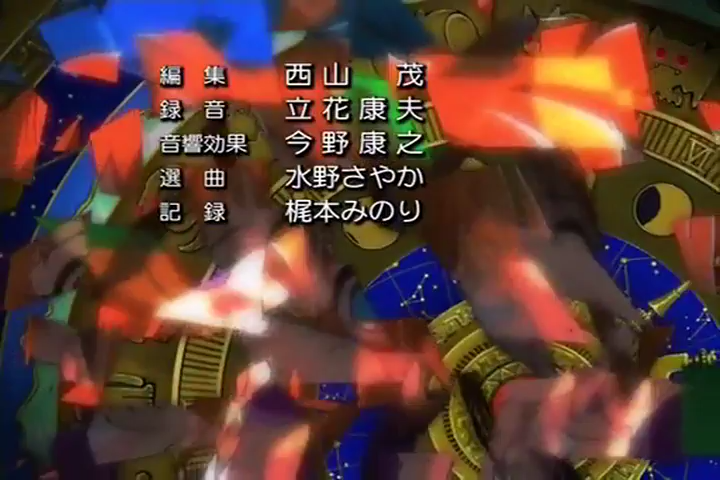 編集 西山 茂
録音 立花康夫
音響効果 今野康之
選曲 水野さやか
記録 梶本みのり